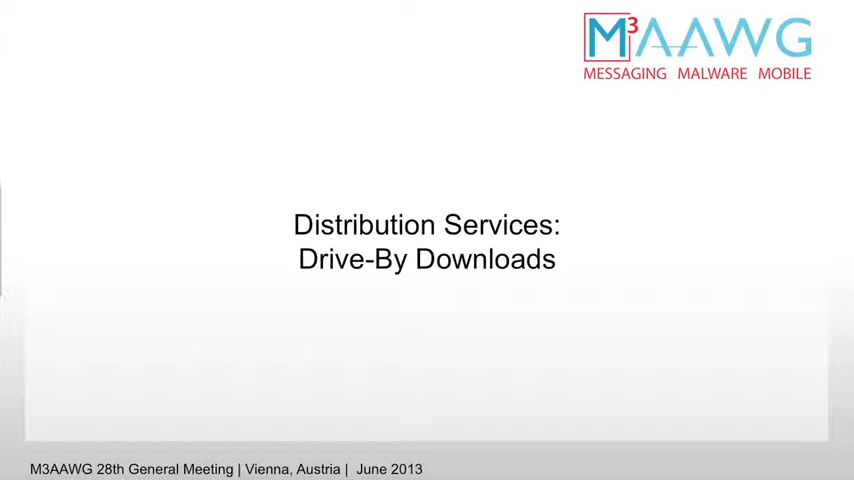 M3AAWG
MESSAGING MALWARE MOBILE
Distribution Services:
Drive-By Downloads
M3AAWG 28th General Meeting | Vienna, Austria | June 2013